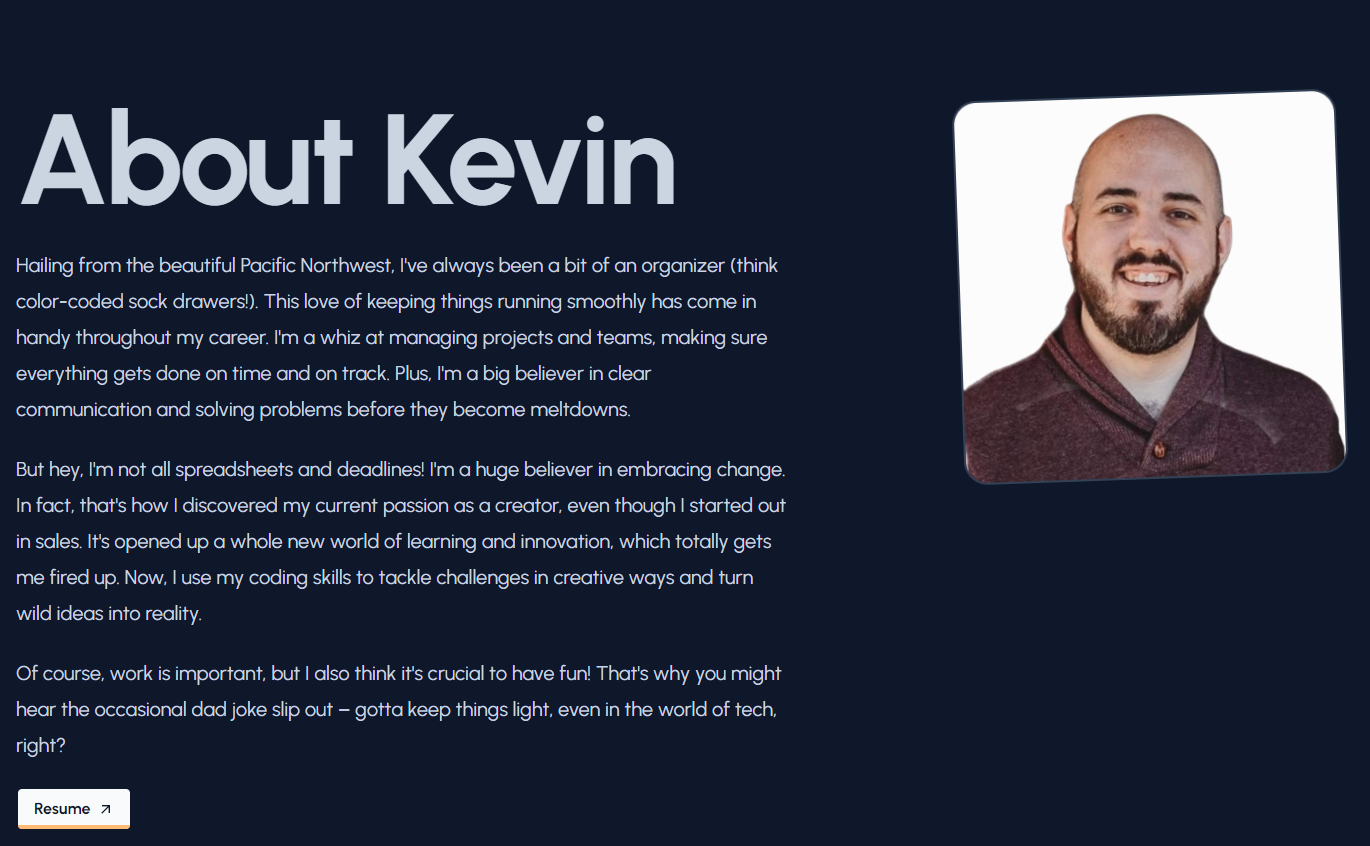 About Kevin
Hailing from the beautiful Pacific Northwest, I've always been a bit of an organizer (think
color-coded sock drawers!). This love of keeping things running smoothly has come in
handy throughout my career. I'm a whiz at managing projects and teams, making sure
everything gets done on time and on track. Plus, I'm a big believer in clear
communication and solving problems before they become meltdowns.
But hey, I'm not all spreadsheets and deadlines! I'm a huge believer in embracing change.
In fact, that's how I discovered my current passion as a creator, even though I started out
in sales. It's opened up a whole new world of learning and innovation, which totally gets
me fired up. Now, I use my coding skills to tackle challenges in creative ways and turn
wild ideas into reality.
Of course, work is important, but I also think it's crucial to have fun! That's why you might
hear the occasional dad joke slip out – gotta keep things light, even in the world of tech,
right?
Resume